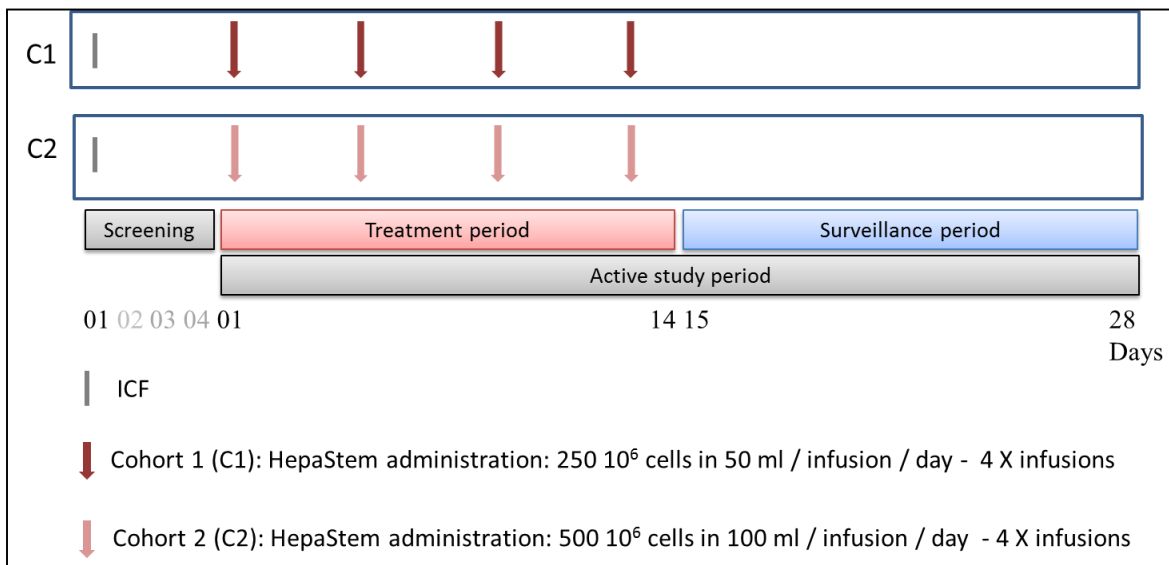 C1
C2
Screening Treatment period Surveillance period
Active study period
01 02 03 04 01 14 15 28
Days
ICF
Cohort 1 (C1): HepaStem administration: 250 10⁶ cells in 50 ml / infusion / day - 4 X infusions
Cohort 2 (C2): HepaStem administration: 500 10⁶ cells in 100 ml / infusion / day - 4 X infusions